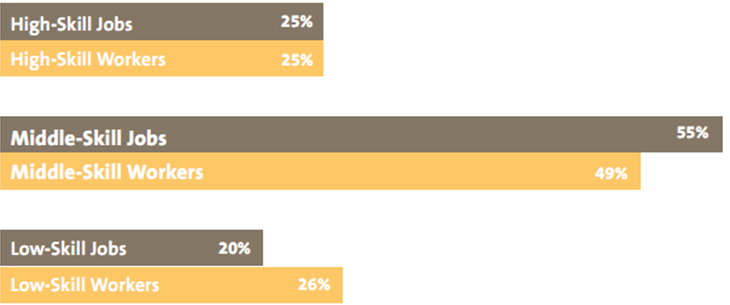 High-Skill Jobs 25%
High-Skill Workers 25%
Middle-Skill Jobs 55%
Middle-Skill Workers 49%
Low-Skill Jobs 20%
Low-Skill Workers 26%